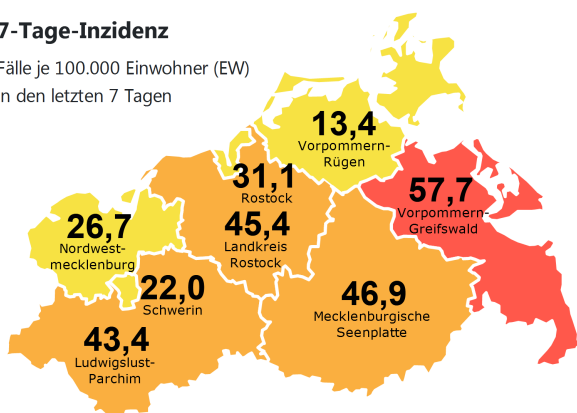 7-Tage-Inzidenz
Fälle je 100.000 Einwohner (EW)
in den letzten 7 Tagen
13,4
Vorpommern-
Rügen
31,1
Rostock
57,7
Vorpommern-
Greifswald
26,7
Nordwest-
mecklenburg
45,4
Landkreis
Rostock
22,0
Schwerin
46,9
Mecklenburgische
Seenplatte
43,4
Ludwigslust-
Parchim